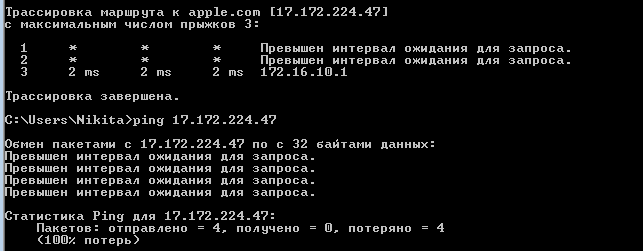 Трассировка маршрута к apple.com [17.172.224.47]
с максимальным числом прыжков 3:
1 * * * Превышен интервал ожидания для запроса.
2 * * * Превышен интервал ожидания для запроса.
3 2 ms 2 ms 2 ms 172.16.10.1
Трассировка завершена.
C:\Users\Nikita>ping 17.172.224.47
Обмен пакетами с 17.172.224.47 по с 32 байтами данных:
Превышен интервал ожидания для запроса.
Превышен интервал ожидания для запроса.
Превышен интервал ожидания для запроса.
Превышен интервал ожидания для запроса.
Статистика Ping для 17.172.224.47:
Пакетов: отправлено = 4, получено = 0, потеряно = 4
(100% потерь)